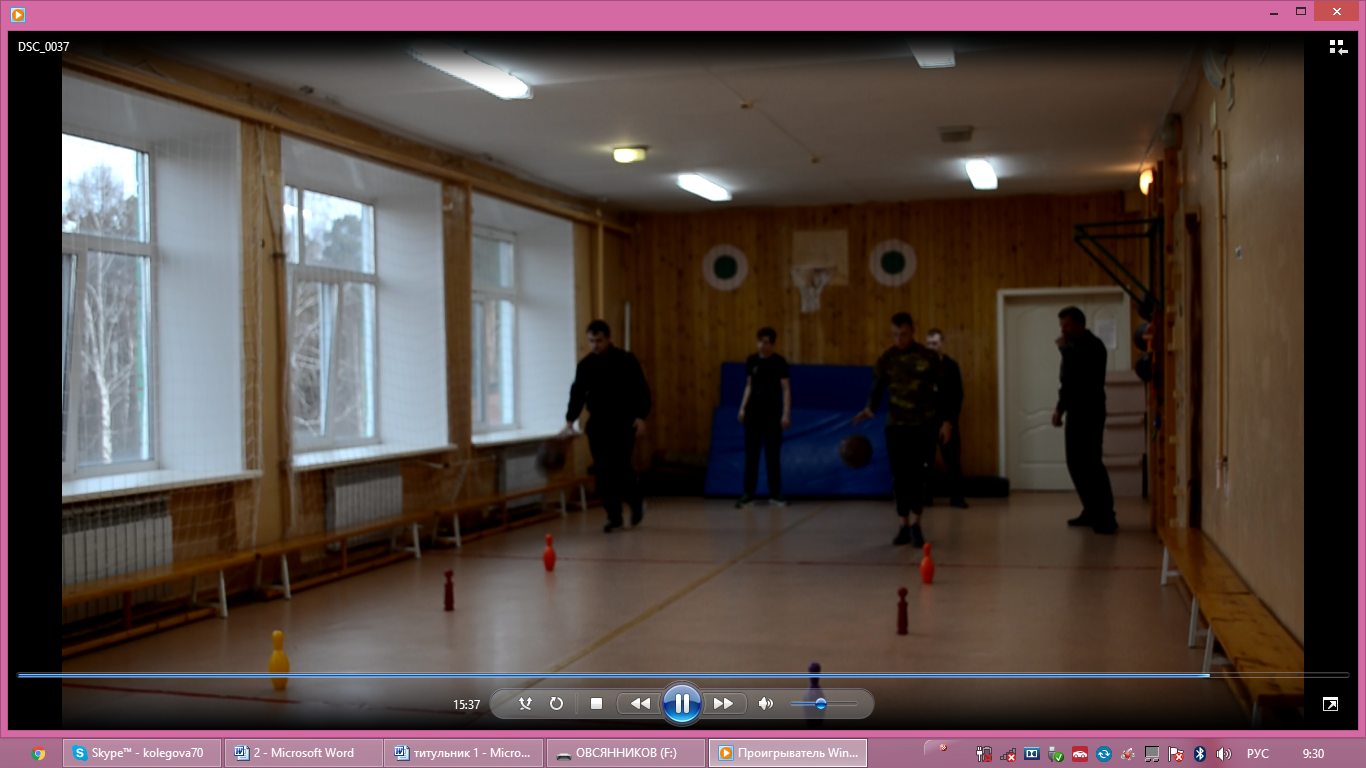 DSC_0037
15:37
Skype™ - kolegova70
2 - Microsoft Word
титульник 1 - Micro...
ОВСЯННИКОВ (F:)
Проигрыватель Win...
РУС
9:30